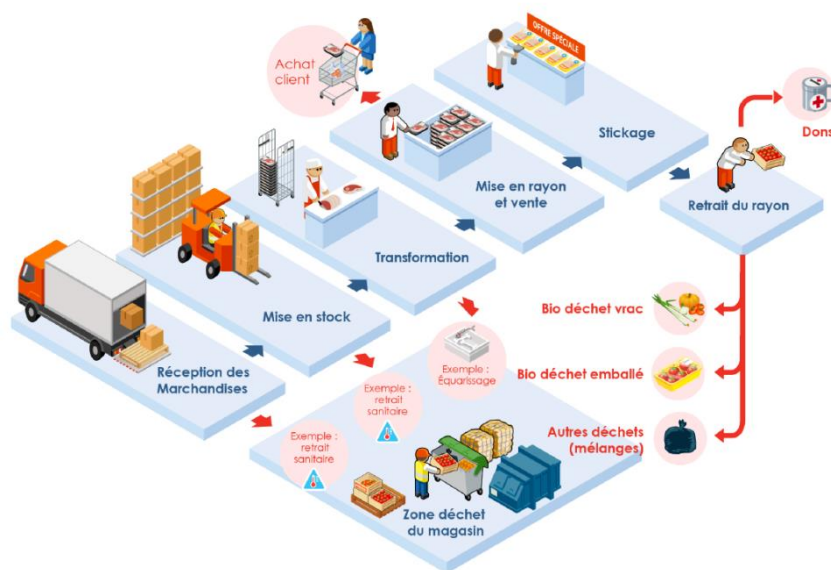 OFFRE SPÉCIALE
Achat
client
Stickage
Dons
Mise en rayon
et vente
Retrait du rayon
Transformation
Mise en stock
Bio déchet vrac
Réception des
Marchandises
Exemple :
Équarissage
Bio déchet emballé
Exemple :
retrait
sanitaire
Autres déchets
(mélanges)
Exemple :
retrait
sanitaire
Zone déchet
du magasin